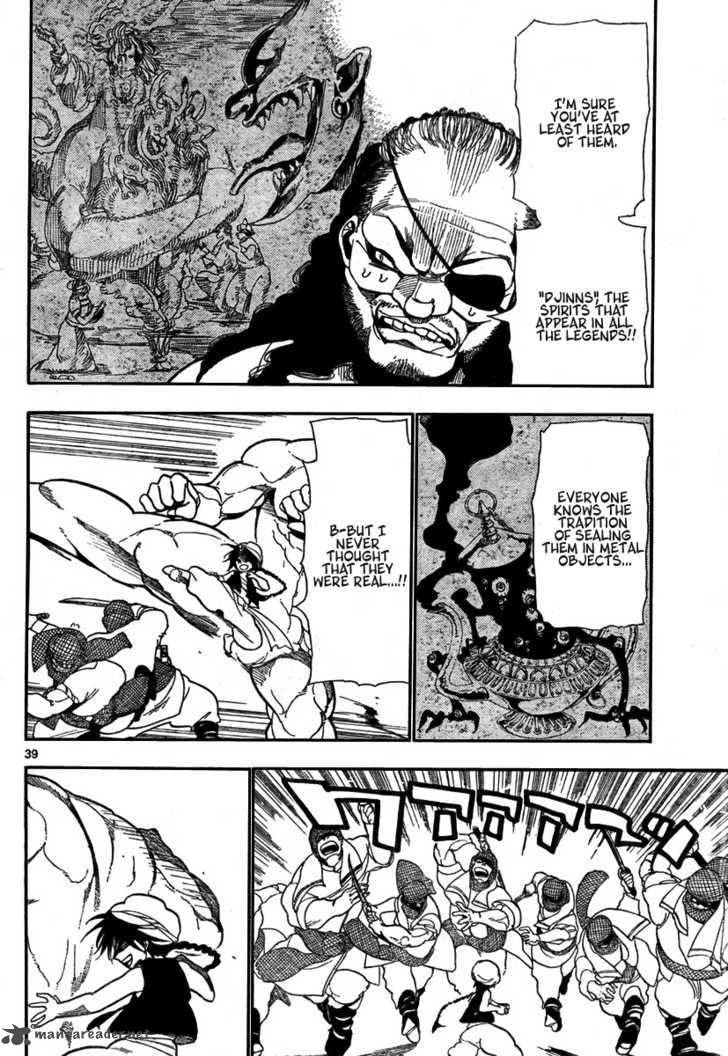 I'M SURE
YOU'VE AT
LEAST HEARD
OF THEM.
"DJINNS", THE
SPIRITS THAT
APPEAR IN ALL
THE LEGENDS!!
EVERYONE
KNOWS THE
TRADITION
OF SEALING
THEM IN METAL
OBJECTS...
B-BUT I
NEVER
THOUGHT
THAT THEY
WERE REAL...!!
39
mangareader.net